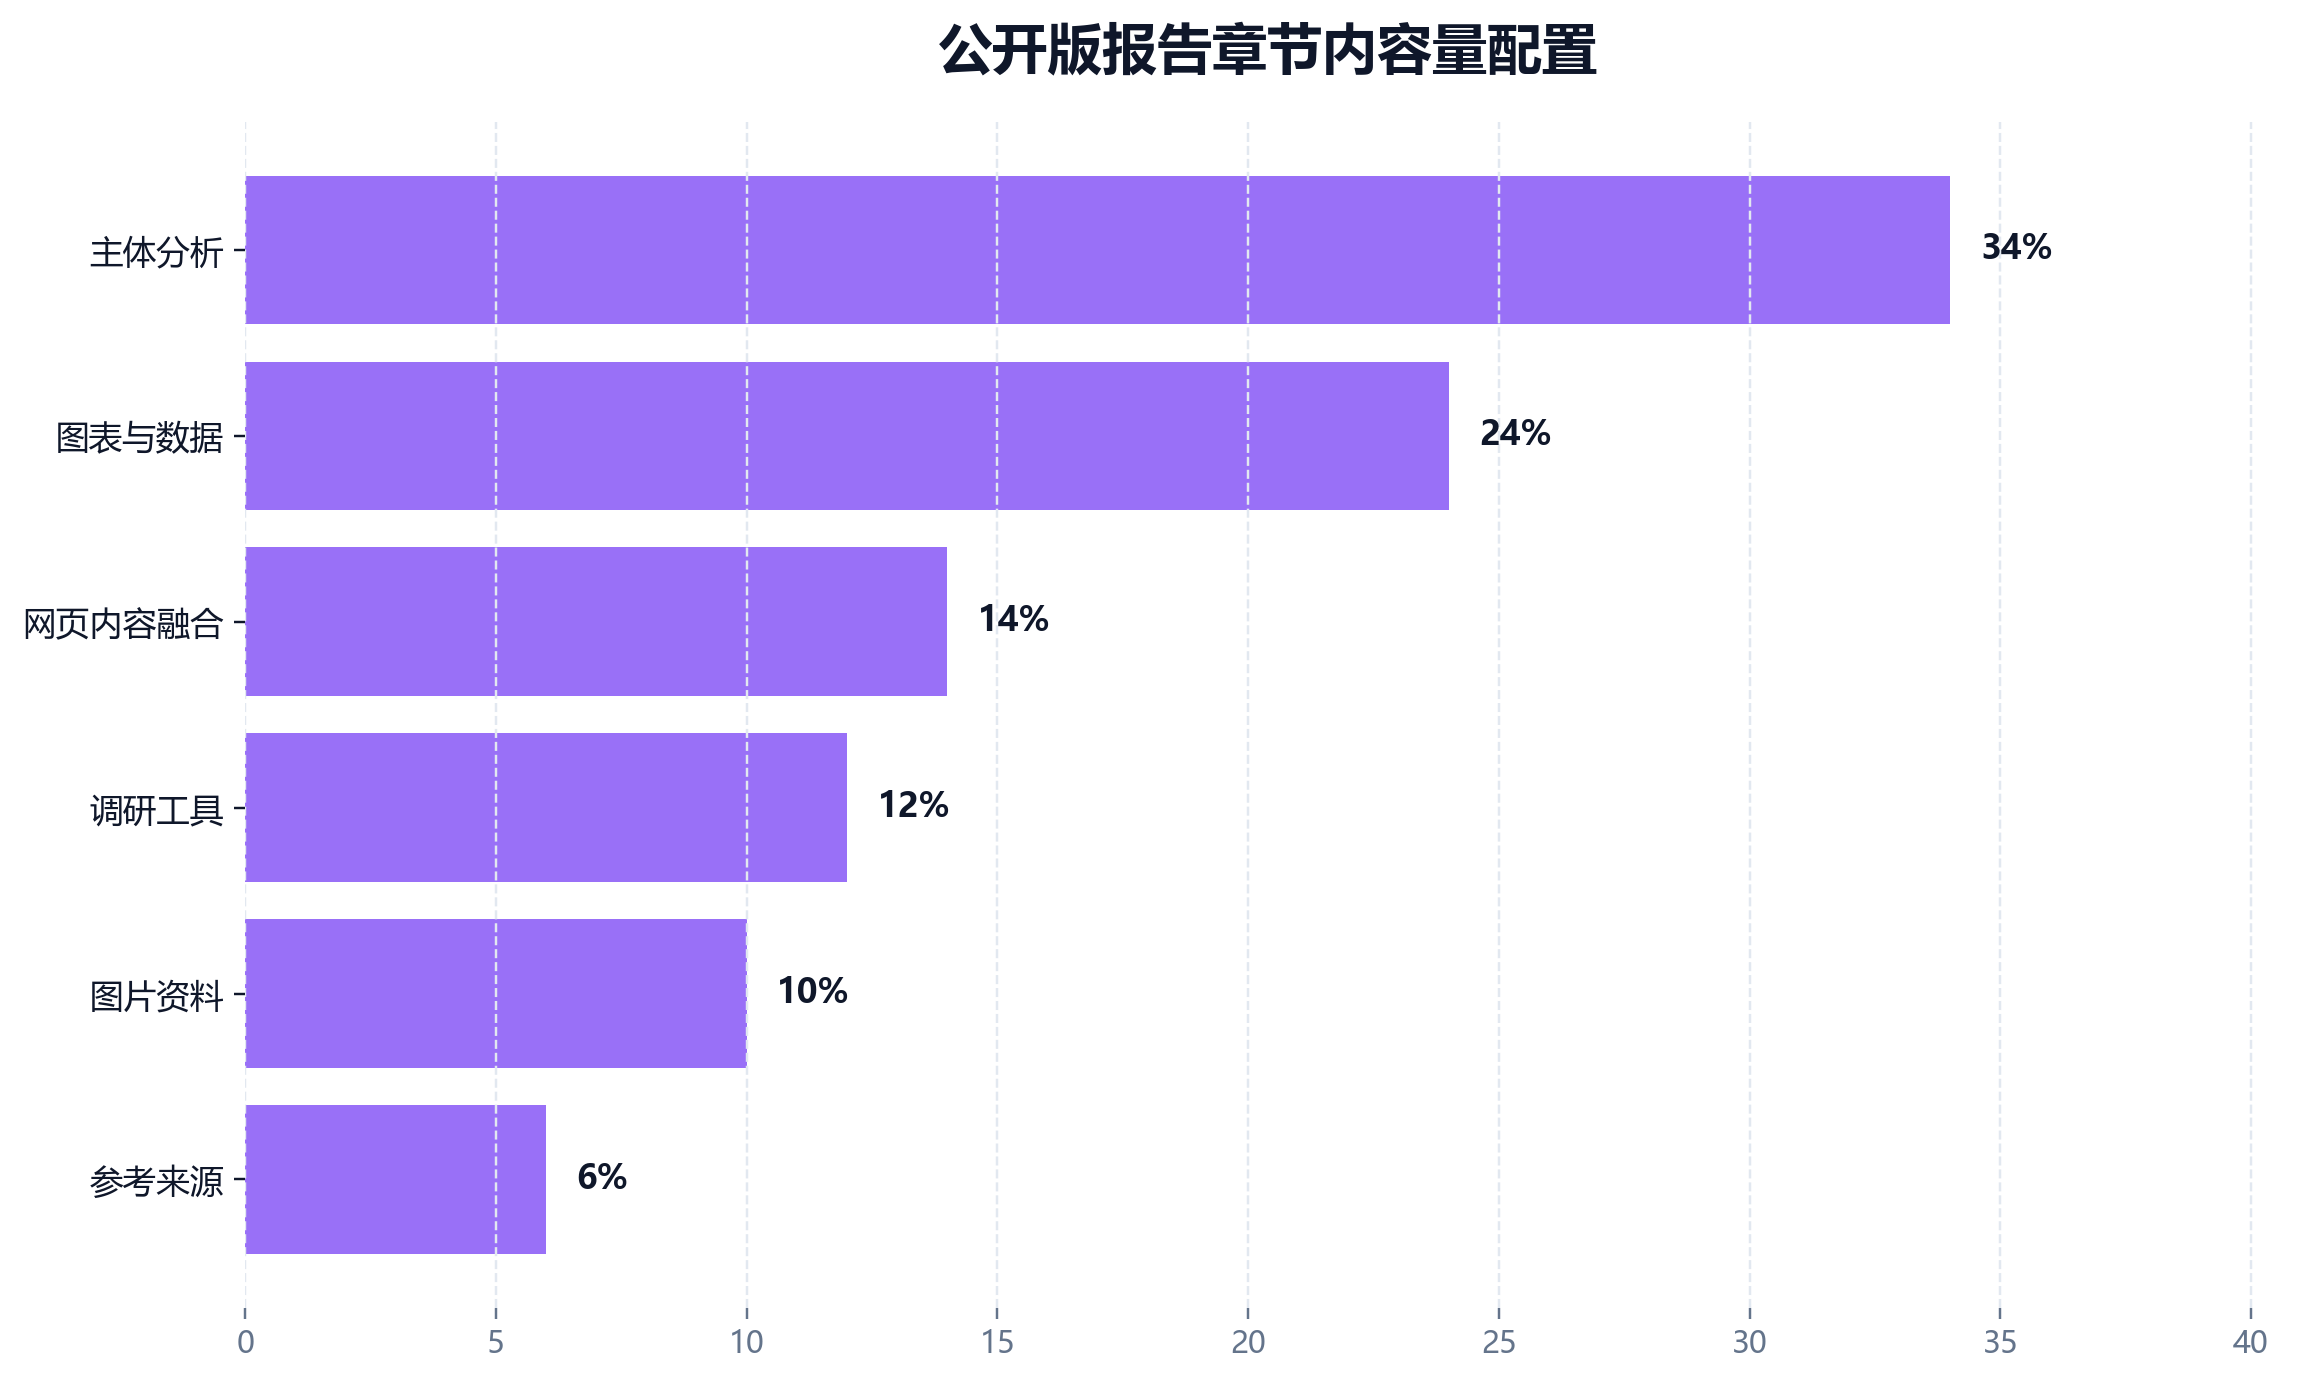 公开版报告章节内容量配置
主体分析
34%
图表与数据
24%
网页内容融合
14%
调研工具
12%
图片资料
10%
参考来源
6%
0 5 10 15 20 25 30 35 40